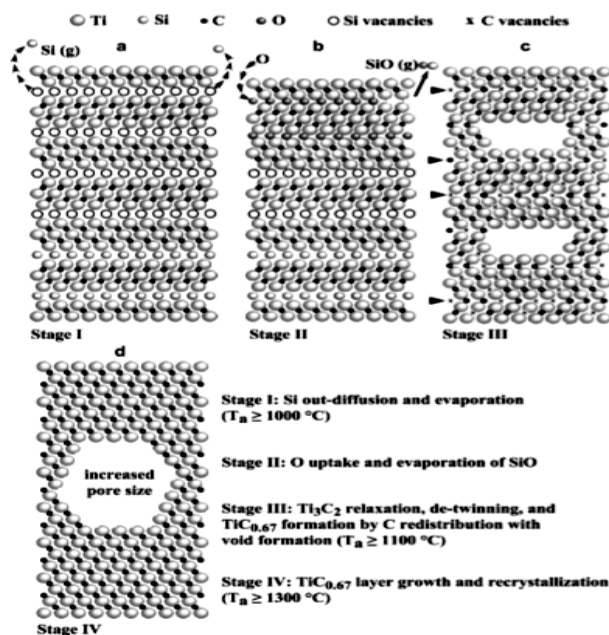 Ti Si C O Si vacancies C vacancies
a b c
Si (g)
O
SiO (g)
Stage I
Stage II
Stage III
d
increased
pore size
Stage IV
Stage I: Si out-diffusion and evaporation
(Tₐ ≥ 1000 °C)
Stage II: O uptake and evaporation of SiO
Stage III: Ti₃C₂ relaxation, de-twinning, and
TiC₀.₆₇ formation by C redistribution with
void formation (Tₐ ≥ 1100 °C)
Stage IV: TiC₀.₆₇ layer growth and recrystallization
(Tₐ ≥ 1300 °C)